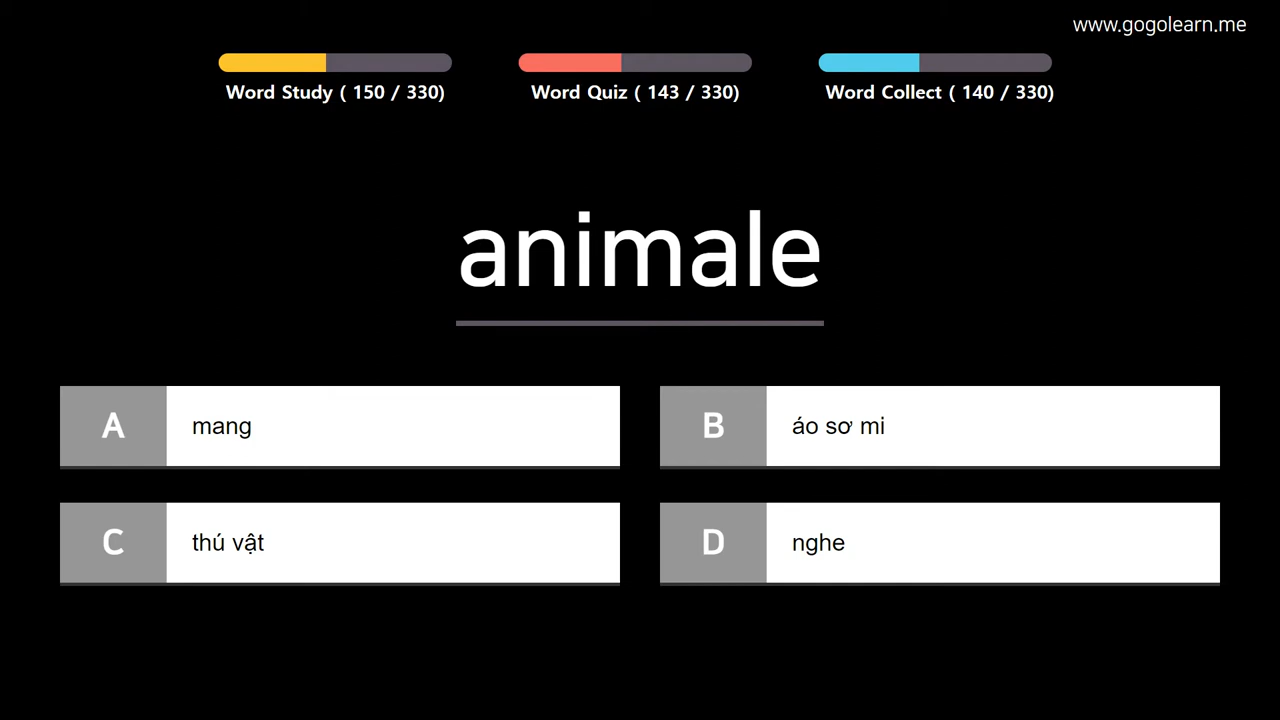 www.gogolearn.me
Word Study ( 150 / 330)
Word Quiz ( 143 / 330)
Word Collect ( 140 / 330)
animale
A mang
B áo sơ mi
C thú vật
D nghe